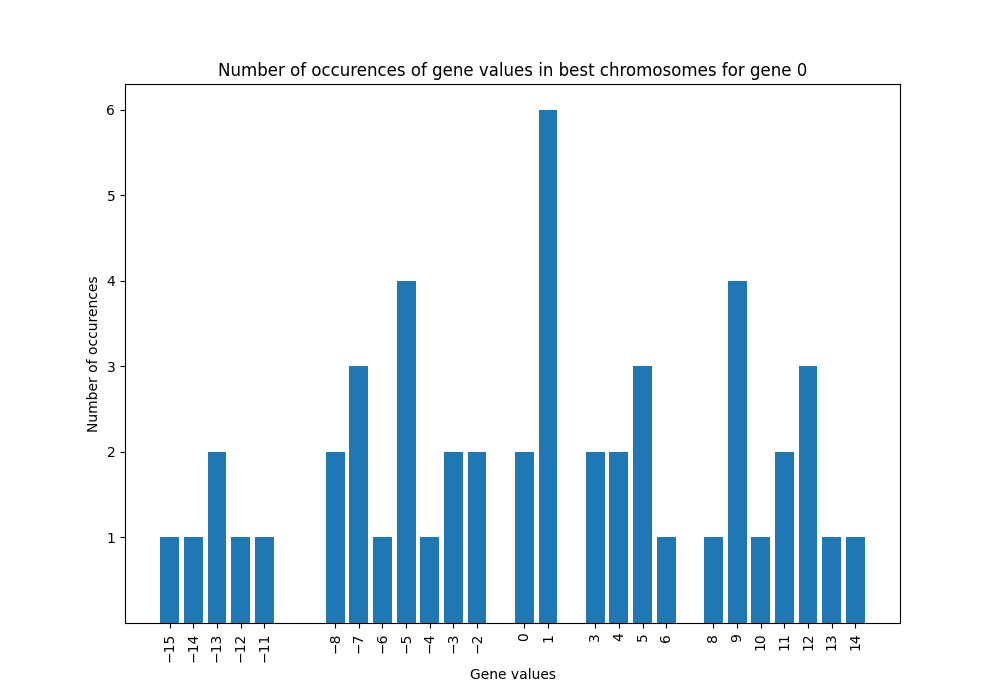 Number of occurences of gene values in best chromosomes for gene 0
Number of occurences
6
5
4
3
2
1
−15 −14 −13 −12 −11 −8 −7 −6 −5 −4 −3 −2 0 1 3 4 5 6 8 9 10 11 12 13 14
Gene values